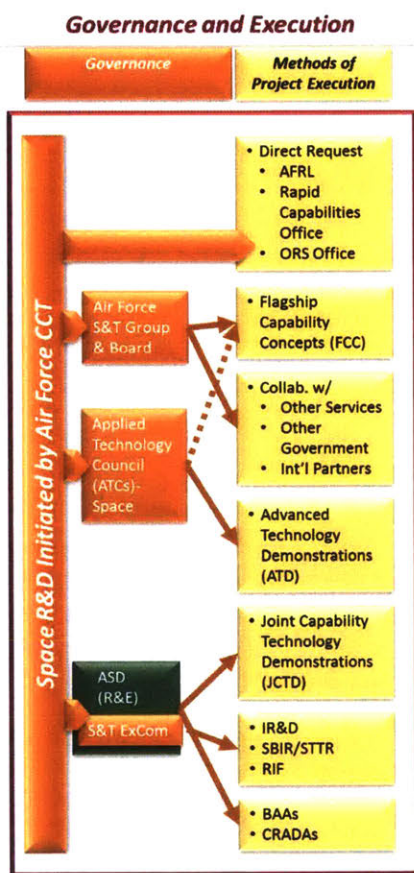 Governance and Execution
Governance
Methods of
Project Execution
Space R&D Initiated by Air Force CCT
• Direct Request
• AFRL
• Rapid
Capabilities
Office
• ORS Office
Air Force
S&T Group
& Board
• Flagship
Capability
Concepts (FCC)
• Collab. w/
• Other Services
• Other
Government
• Int'l Partners
Applied
Technology
Council
(ATCs)-
Space
• Advanced
Technology
Demonstrations
(ATD)
• Joint Capability
Technology
Demonstrations
(JCTD)
ASD
(R&E)
S&T ExCom
• IR&D
• SBIR/STTR
• RIF
• BAAs
• CRADAs